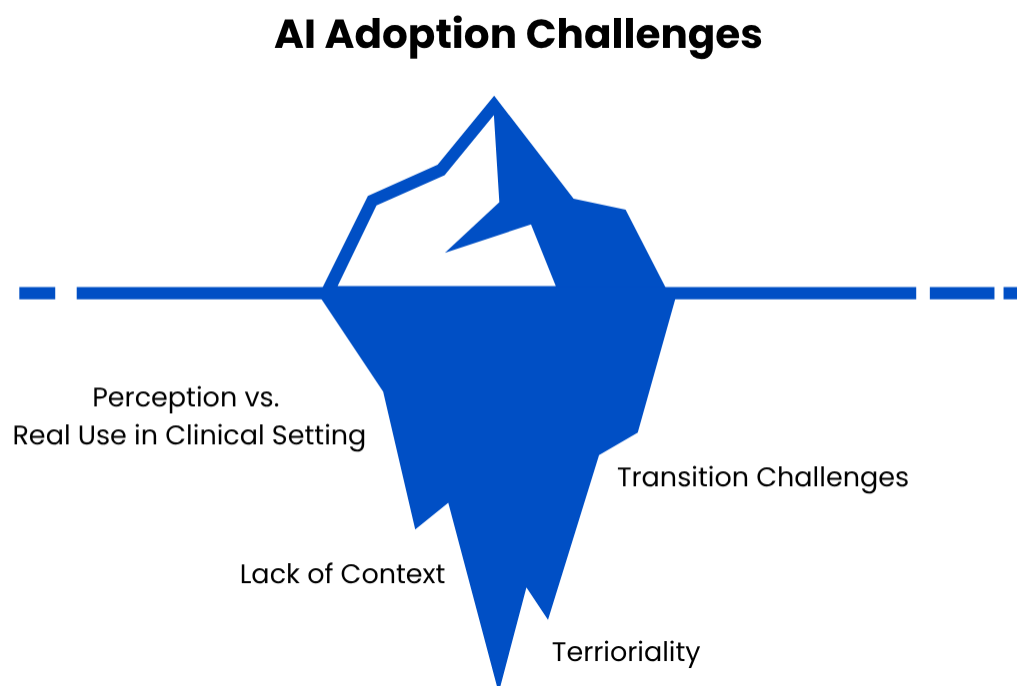 AI Adoption Challenges
Perception vs.
Real Use in Clinical Setting
Transition Challenges
Lack of Context
Terrioriality